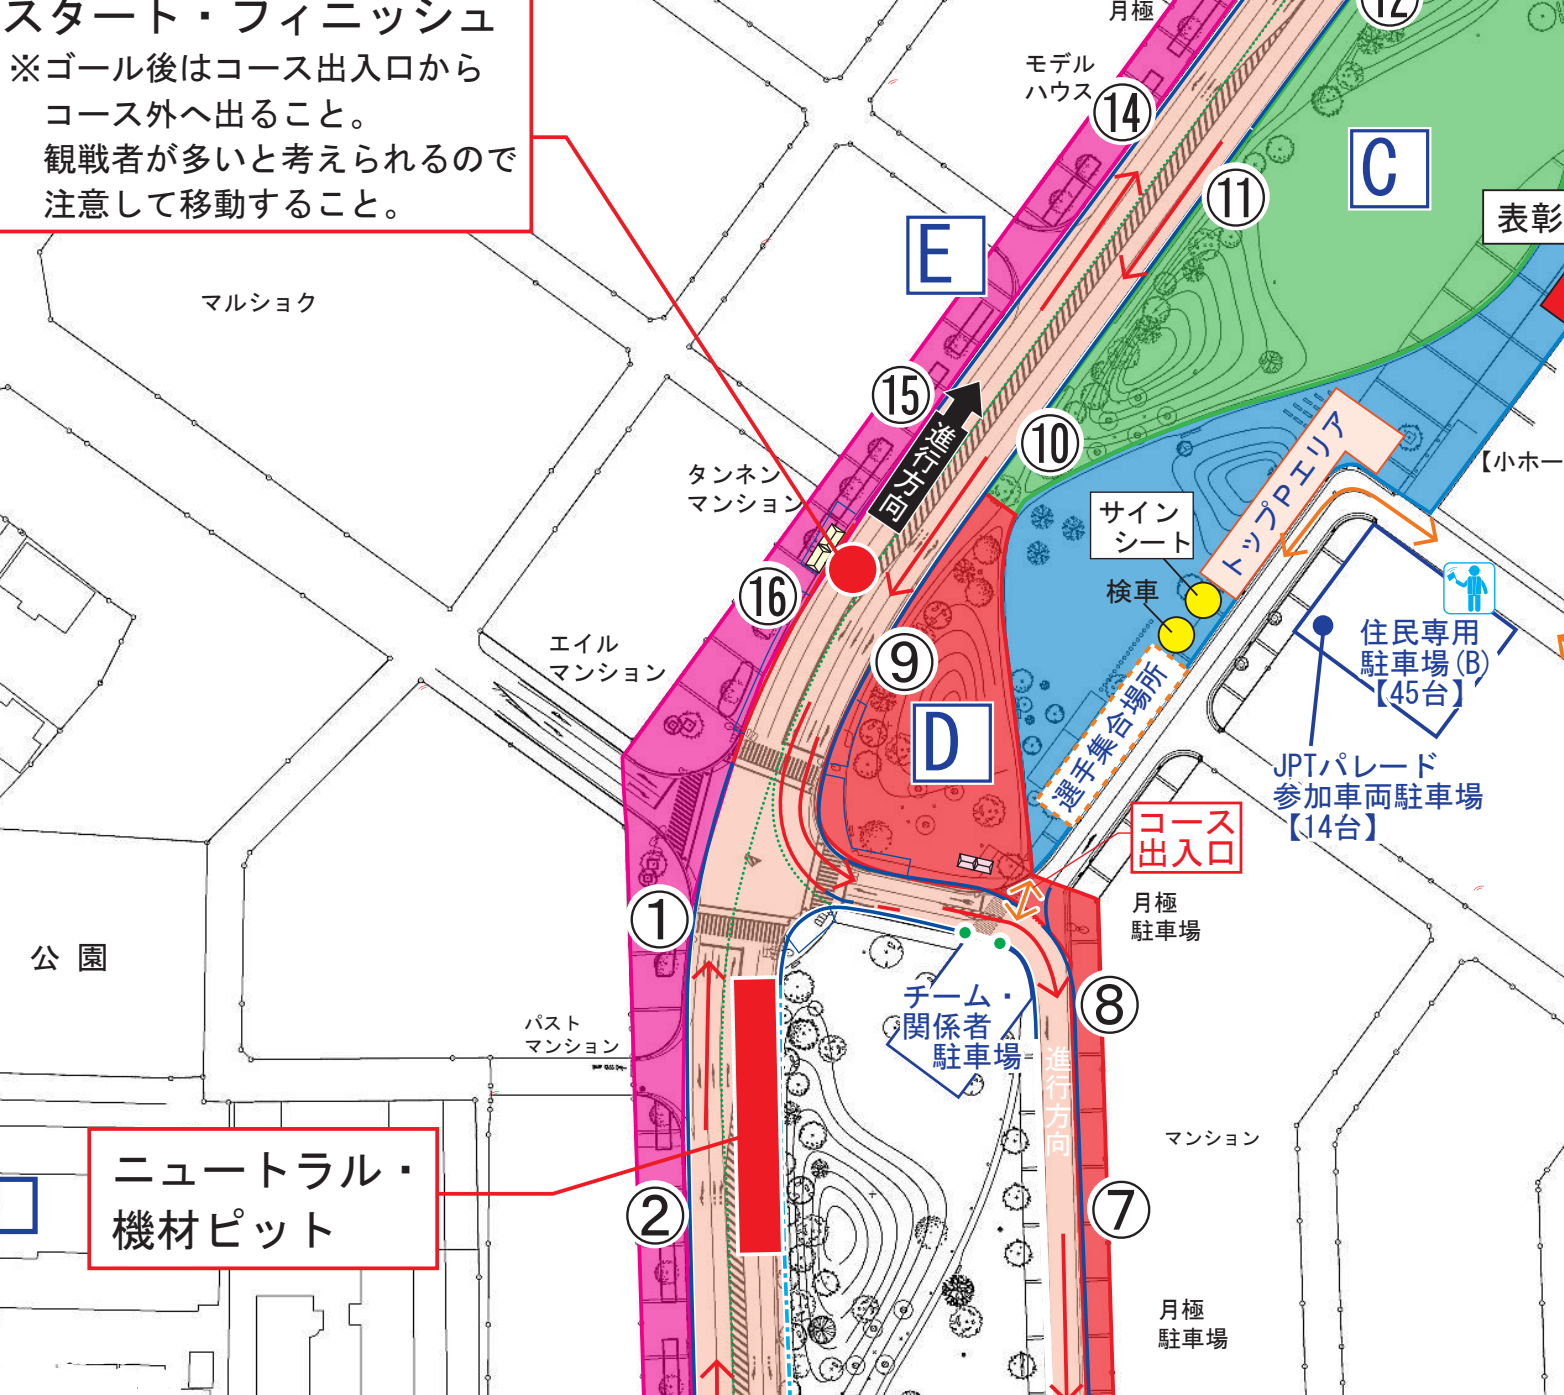 スタート・フィニッシュ
※ゴール後はコース出入口から
コース外へ出ること。
観戦者が多いと考えられるので
注意して移動すること。
月極
モデル
ハウス
⑫
⑭
⑪
C
表彰
E
マルショク
⑮
進行方向
⑩
トップPエリア
【小ホー
タンネン
マンション
サイン
シート
検車
⑯
エイル
マンション
⑨
D
選手集合場所
住民専用
駐車場(B)
【45台】
JPTパレード
参加車両駐車場
【14台】
コース
出入口
月極
駐車場
①
公園
チーム・
関係者
駐車場
⑧
進行方向
パスト
マンション
マンション
ニュートラル・
機材ピット
②
⑦
月極
駐車場